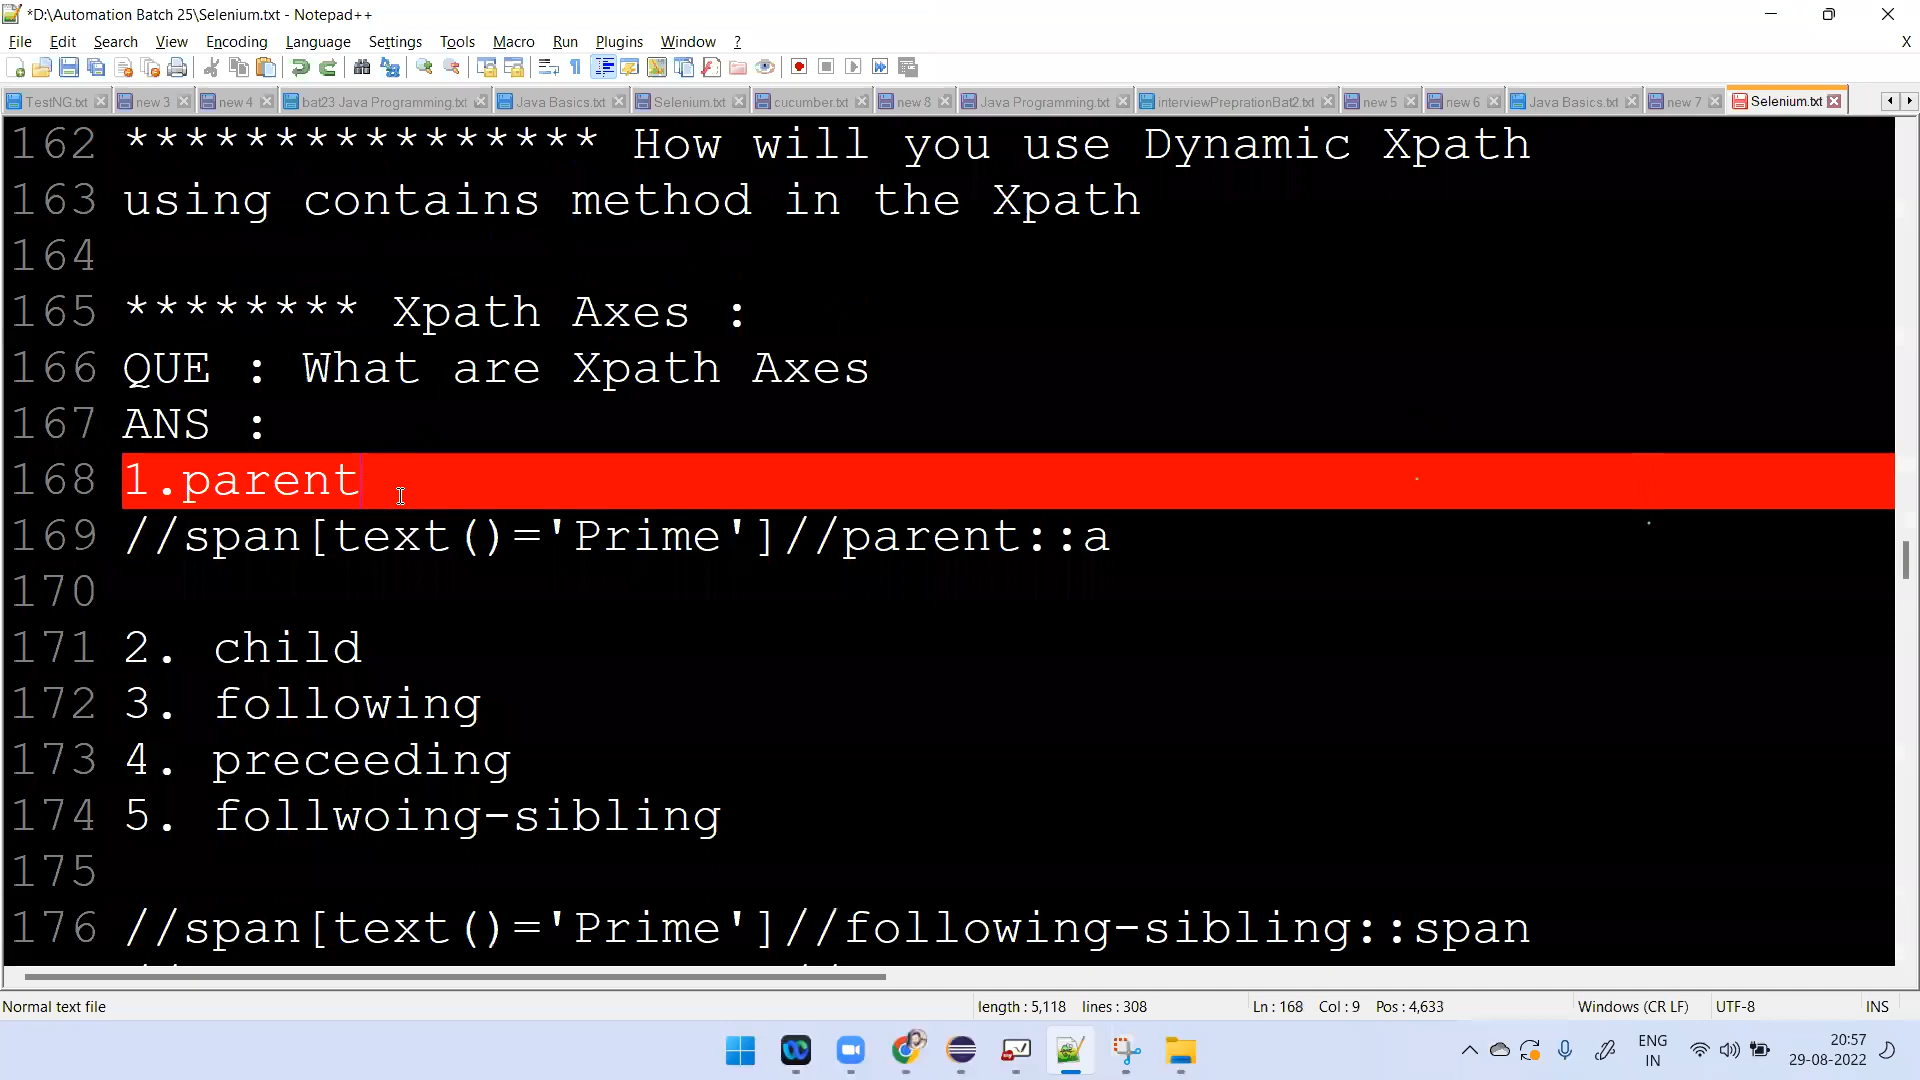 *D:\Automation Batch 25\Selenium.txt - Notepad++
File Edit Search View Encoding Language Settings Tools Macro Run Plugins Window ? X
TestNG.txt new 3 new 4 bat23 Java Programming.txt Java Basics.txt Selenium.txt cucumber.txt new 8 Java Programming.txt interviewPreprationBat2.txt new 5 new 6 Java Basics.txt new 7 Selenium.txt
162 **************** How will you use Dynamic Xpath
163 using contains method in the Xpath
164
165 ******** Xpath Axes :
166 QUE : What are Xpath Axes
167 ANS :
168 1.parent
169 //span[text()='Prime']//parent::a
170
171 2. child
172 3. following
173 4. preceeding
174 5. follwoing-sibling
175
176 //span[text()='Prime']//following-sibling::span
Normal text file length : 5,118 lines : 308 Ln : 168 Col : 9 Pos : 4,633 Windows (CR LF) UTF-8 INS
ENG 20:57
IN 29-08-2022